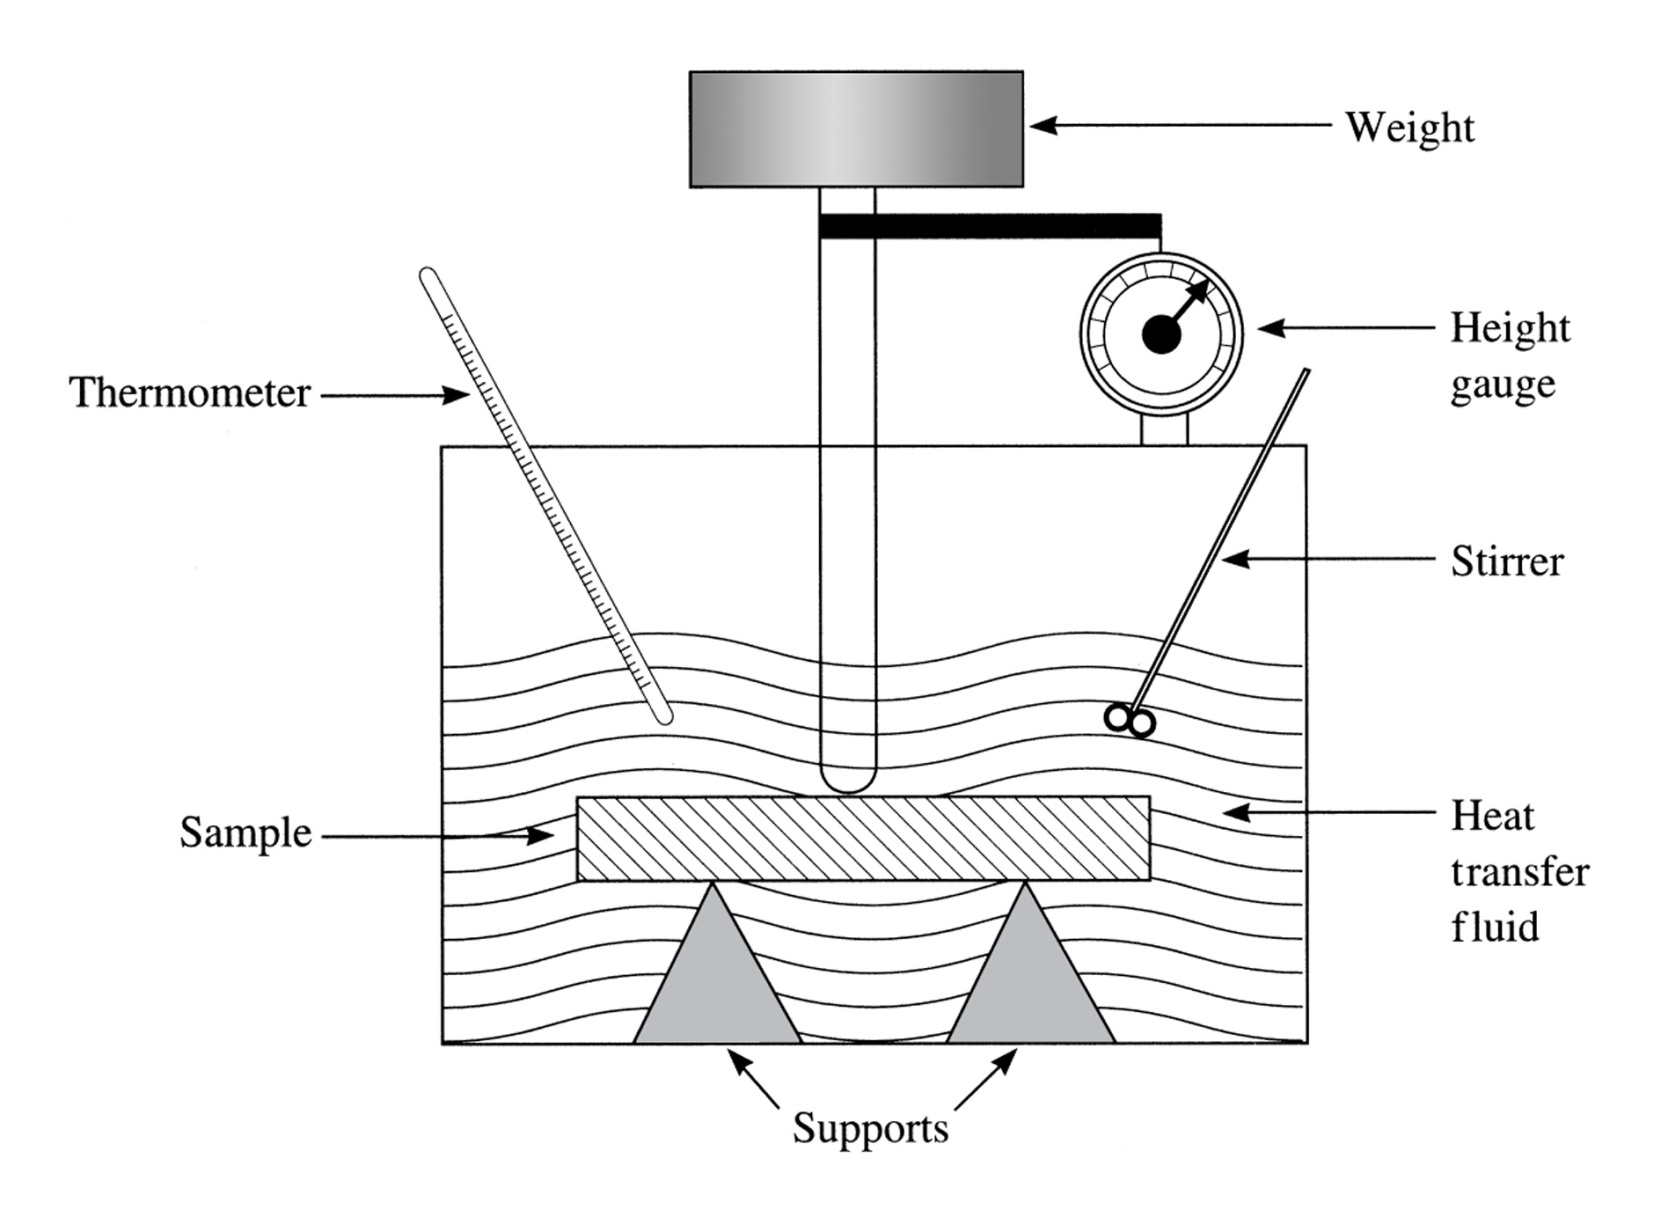 Weight
Height
gauge
Thermometer
Stirrer
Sample
Heat
transfer
fluid
Supports